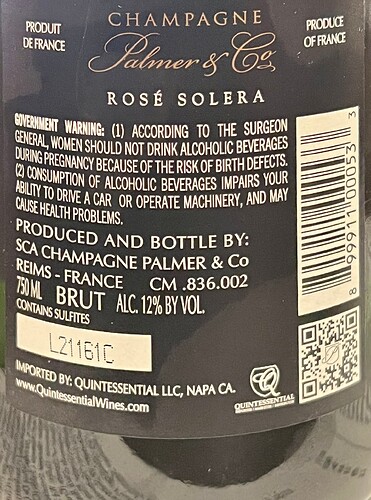 PRODUIT
DE FRANCE
CHAMPAGNE
PRODUCE
OF FRANCE
Palmer & Co
ROSÉ SOLERA
GOVERNMENT WARNING: (1) ACCORDING TO THE SURGEON
GENERAL, WOMEN SHOULD NOT DRINK ALCOHOLIC BEVERAGES
DURING PREGNANCY BECAUSE OF THE RISK OF BIRTH DEFECTS.
(2) CONSUMPTION OF ALCOHOLIC BEVERAGES IMPAIRS YOUR
ABILITY TO DRIVE A CAR OR OPERATE MACHINERY, AND MAY
CAUSE HEALTH PROBLEMS.
PRODUCED AND BOTTLE BY:
SCA CHAMPAGNE PALMER & Co
REIMS - FRANCE CM .836.002
750 ML BRUT ALC. 12% BY VOL.
CONTAINS SULFITES
L21161C
IMPORTED BY: QUINTESSENTIAL LLC, NAPA CA.
www.QuintessentialWines.com
QUINTESSENTIAL
8 99911 00053 3